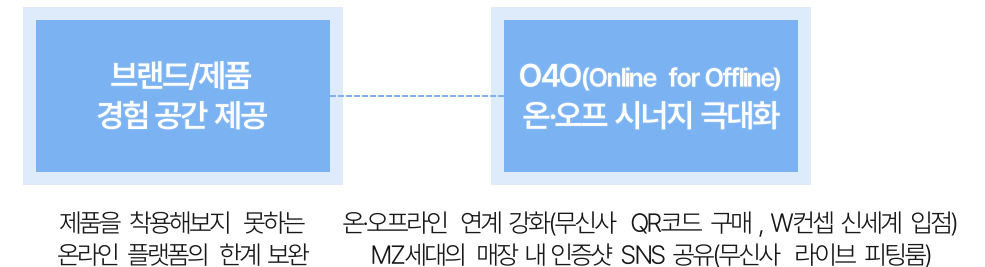 브랜드/제품
경험 공간 제공
O4O(Online for Offline)
온·오프 시너지 극대화
제품을 착용해보지 못하는
온라인 플랫폼의 한계 보완
온·오프라인 연계 강화(무신사 QR코드 구매 , W컨셉 신세계 입점)
MZ세대의 매장 내 인증샷 SNS 공유(무신사 라이브 피팅룸)